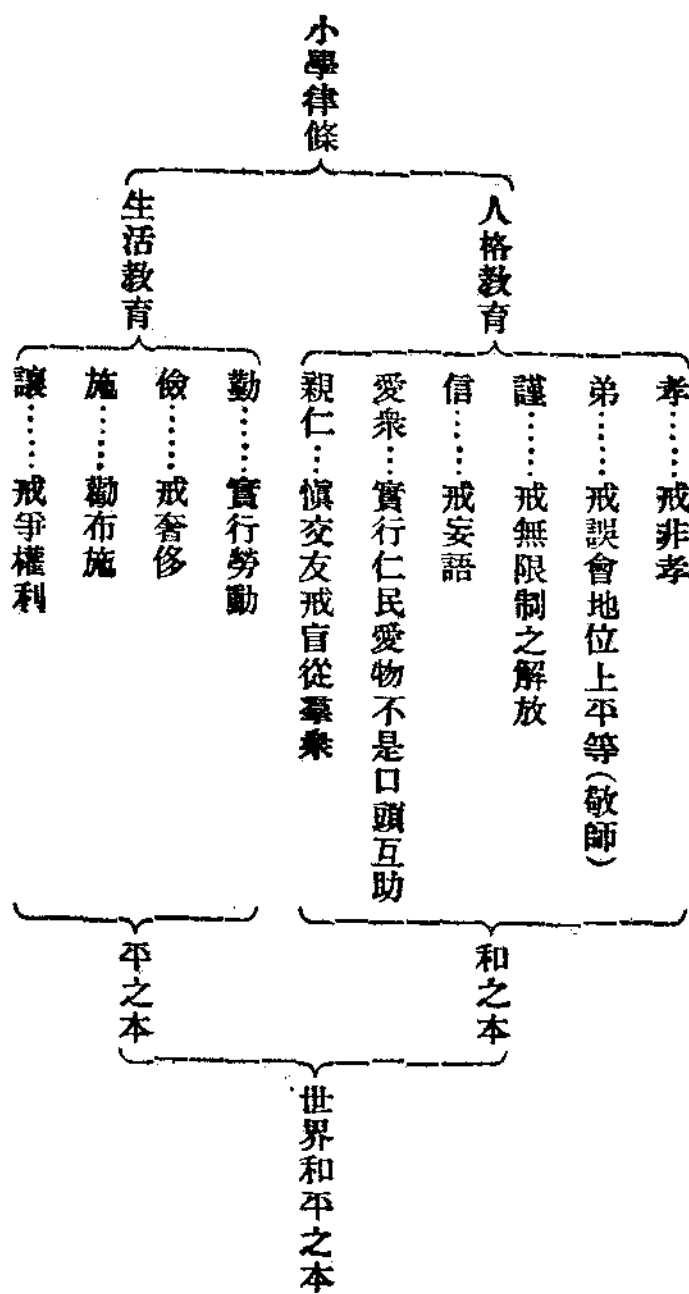 小學律條
人格教育
孝……戒非孝
弟……戒誤會地位上平等(敬師)
謹……戒無限制之解放
信……戒妄語
愛衆…實行仁民愛物不是口頭互助
親仁…愼交友戒盲從羣衆
和之本
生活教育
勤……實行勞動
儉……戒奢侈
施……勸布施
讓……戒爭權利
平之本
世界和平之本